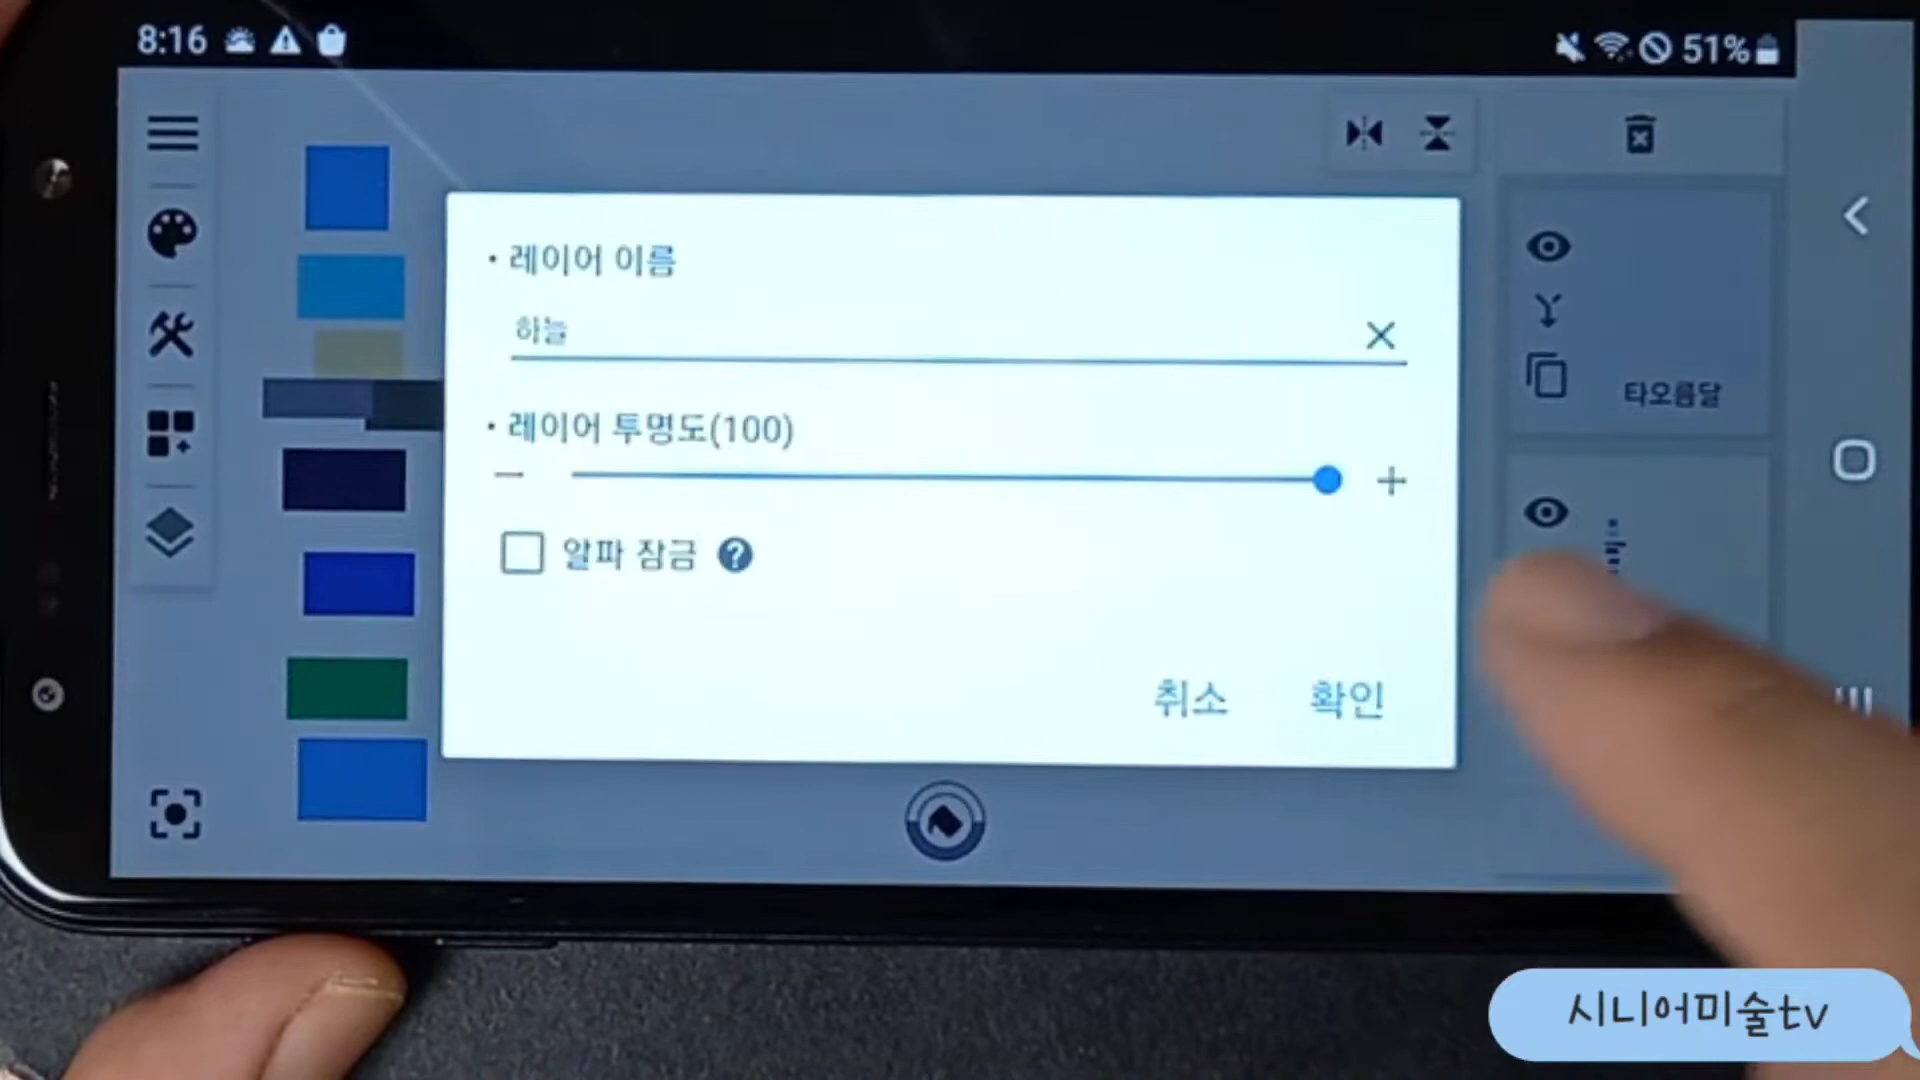 8:16
51%
• 레이어 이름
하늘
• 레이어 투명도(100)
알파 잠금
취소 확인
타오름달
시니어미술tv